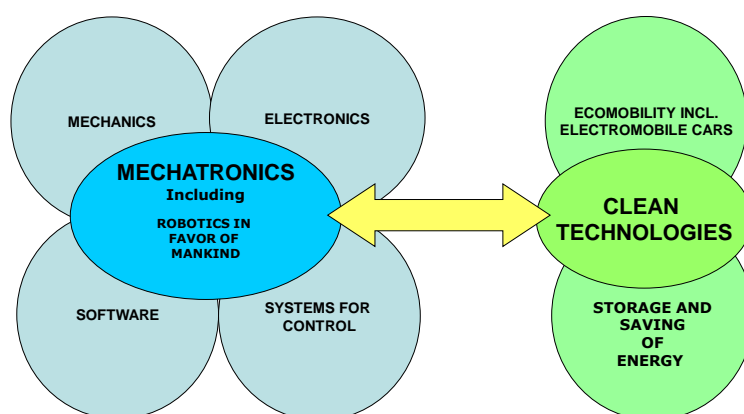 MECHANICS
ELECTRONICS
MECHATRONICS
Including
ROBOTICS IN
FAVOR OF
MANKIND
SOFTWARE
SYSTEMS FOR
CONTROL
ECOMOBILITY INCL.
ELECTROMOBILE CARS
CLEAN
TECHNOLOGIES
STORAGE AND
SAVING
OF
ENERGY